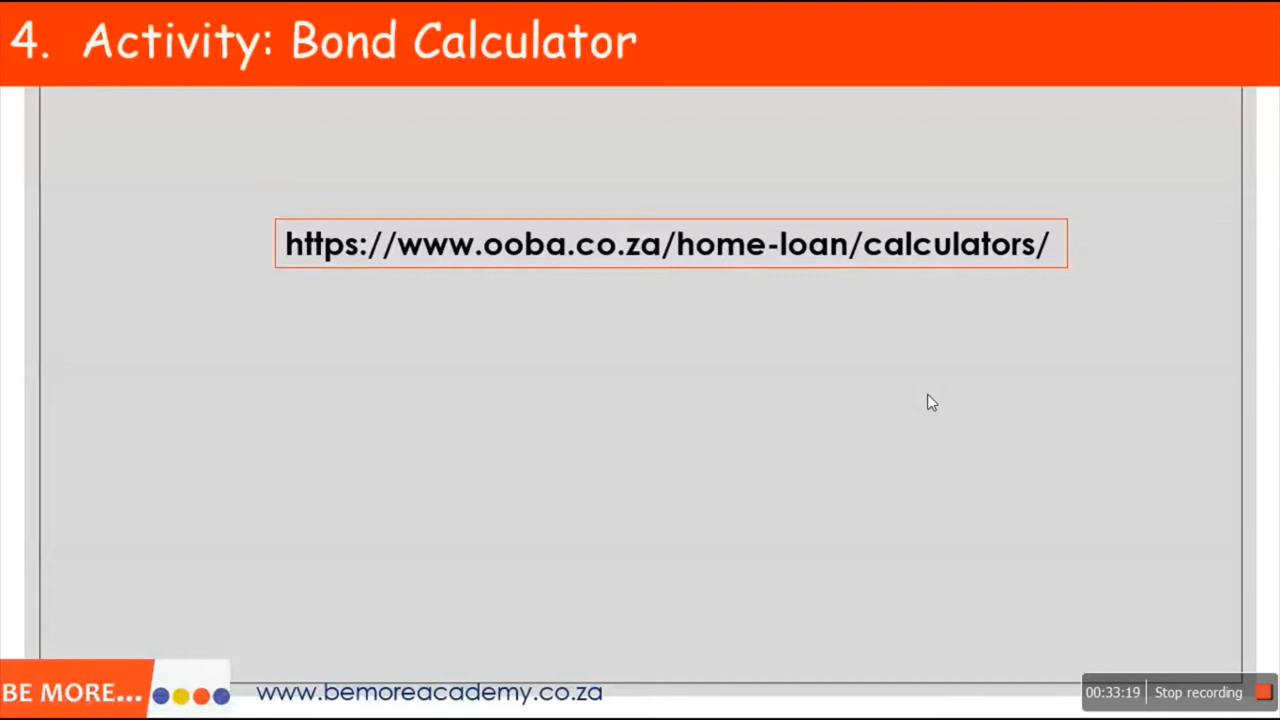 4. Activity: Bond Calculator
https://www.ooba.co.za/home-loan/calculators/
BE MORE... www.bemoreacademy.co.za
00:33:19 Stop recording